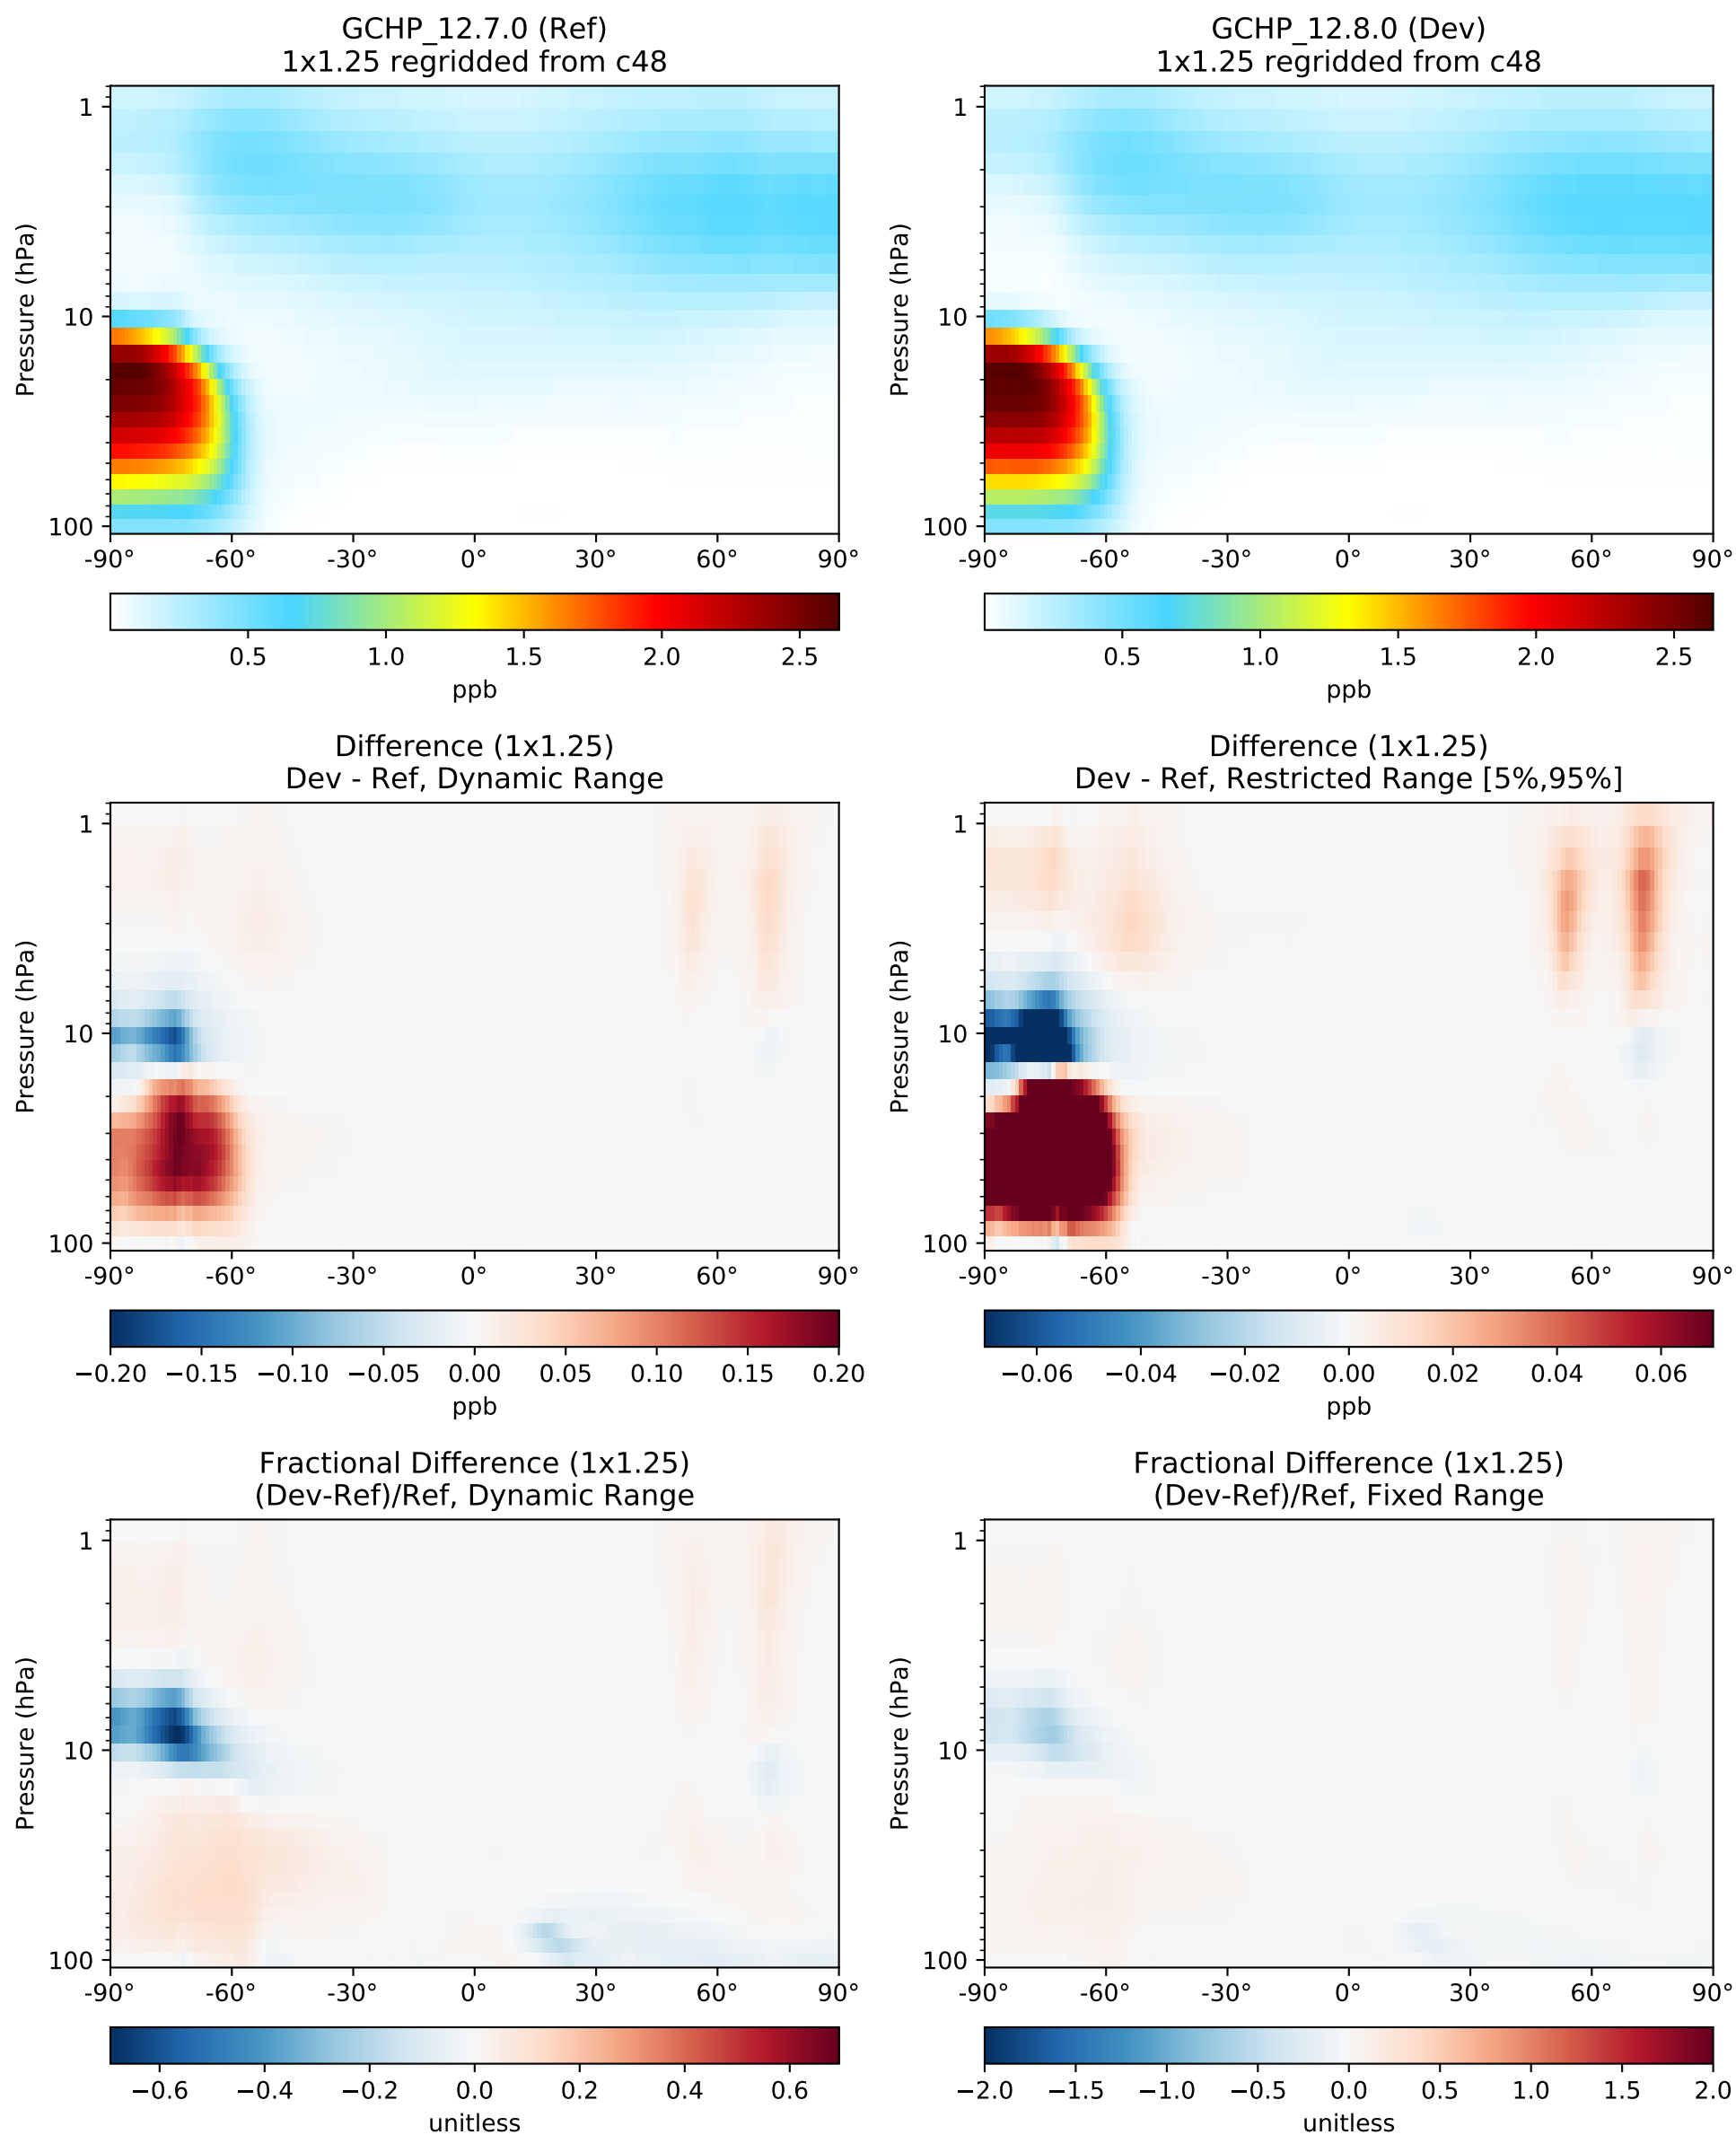 GCHP_12.7.0 (Ref)
1x1.25 regridded from c48
Pressure (hPa)
1
10
100
-90° -60° -30° 0° 30° 60° 90°
0.5 1.0 1.5 2.0 2.5
ppb
GCHP_12.8.0 (Dev)
1x1.25 regridded from c48
Pressure (hPa)
1
10
100
-90° -60° -30° 0° 30° 60° 90°
0.5 1.0 1.5 2.0 2.5
ppb
Difference (1x1.25)
Dev - Ref, Dynamic Range
Pressure (hPa)
1
10
100
-90° -60° -30° 0° 30° 60° 90°
−0.20 −0.15 −0.10 −0.05 0.00 0.05 0.10 0.15 0.20
ppb
Difference (1x1.25)
Dev - Ref, Restricted Range [5%,95%]
Pressure (hPa)
1
10
100
-90° -60° -30° 0° 30° 60° 90°
−0.06 −0.04 −0.02 0.00 0.02 0.04 0.06
ppb
Fractional Difference (1x1.25)
(Dev-Ref)/Ref, Dynamic Range
Pressure (hPa)
1
10
100
-90° -60° -30° 0° 30° 60° 90°
−0.6 −0.4 −0.2 0.0 0.2 0.4 0.6
unitless
Fractional Difference (1x1.25)
(Dev-Ref)/Ref, Fixed Range
Pressure (hPa)
1
10
100
-90° -60° -30° 0° 30° 60° 90°
−2.0 −1.5 −1.0 −0.5 0.0 0.5 1.0 1.5 2.0
unitless